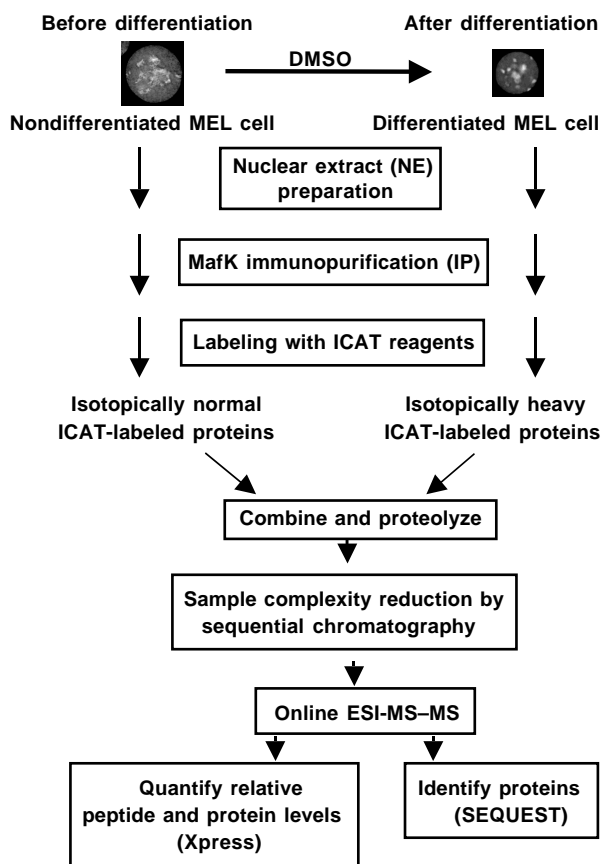 Before differentiation
After differentiation
DMSO
Nondifferentiated MEL cell
Differentiated MEL cell
Nuclear extract (NE)
preparation
MafK immunopurification (IP)
Labeling with ICAT reagents
Isotopically normal
ICAT-labeled proteins
Isotopically heavy
ICAT-labeled proteins
Combine and proteolyze
Sample complexity reduction by
sequential chromatography
Online ESI-MS–MS
Quantify relative
peptide and protein levels
(Xpress)
Identify proteins
(SEQUEST)